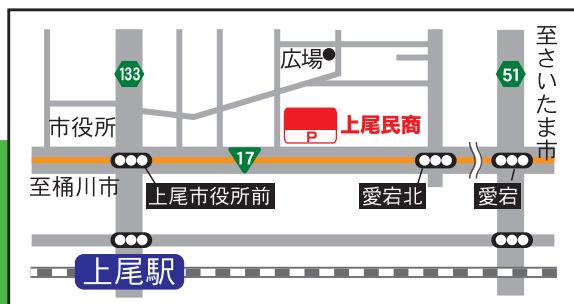 133
広場
51
至さいたま市
市役所
P
上尾民商
17
至桶川市
上尾市役所前
愛宕北
愛宕
上尾駅